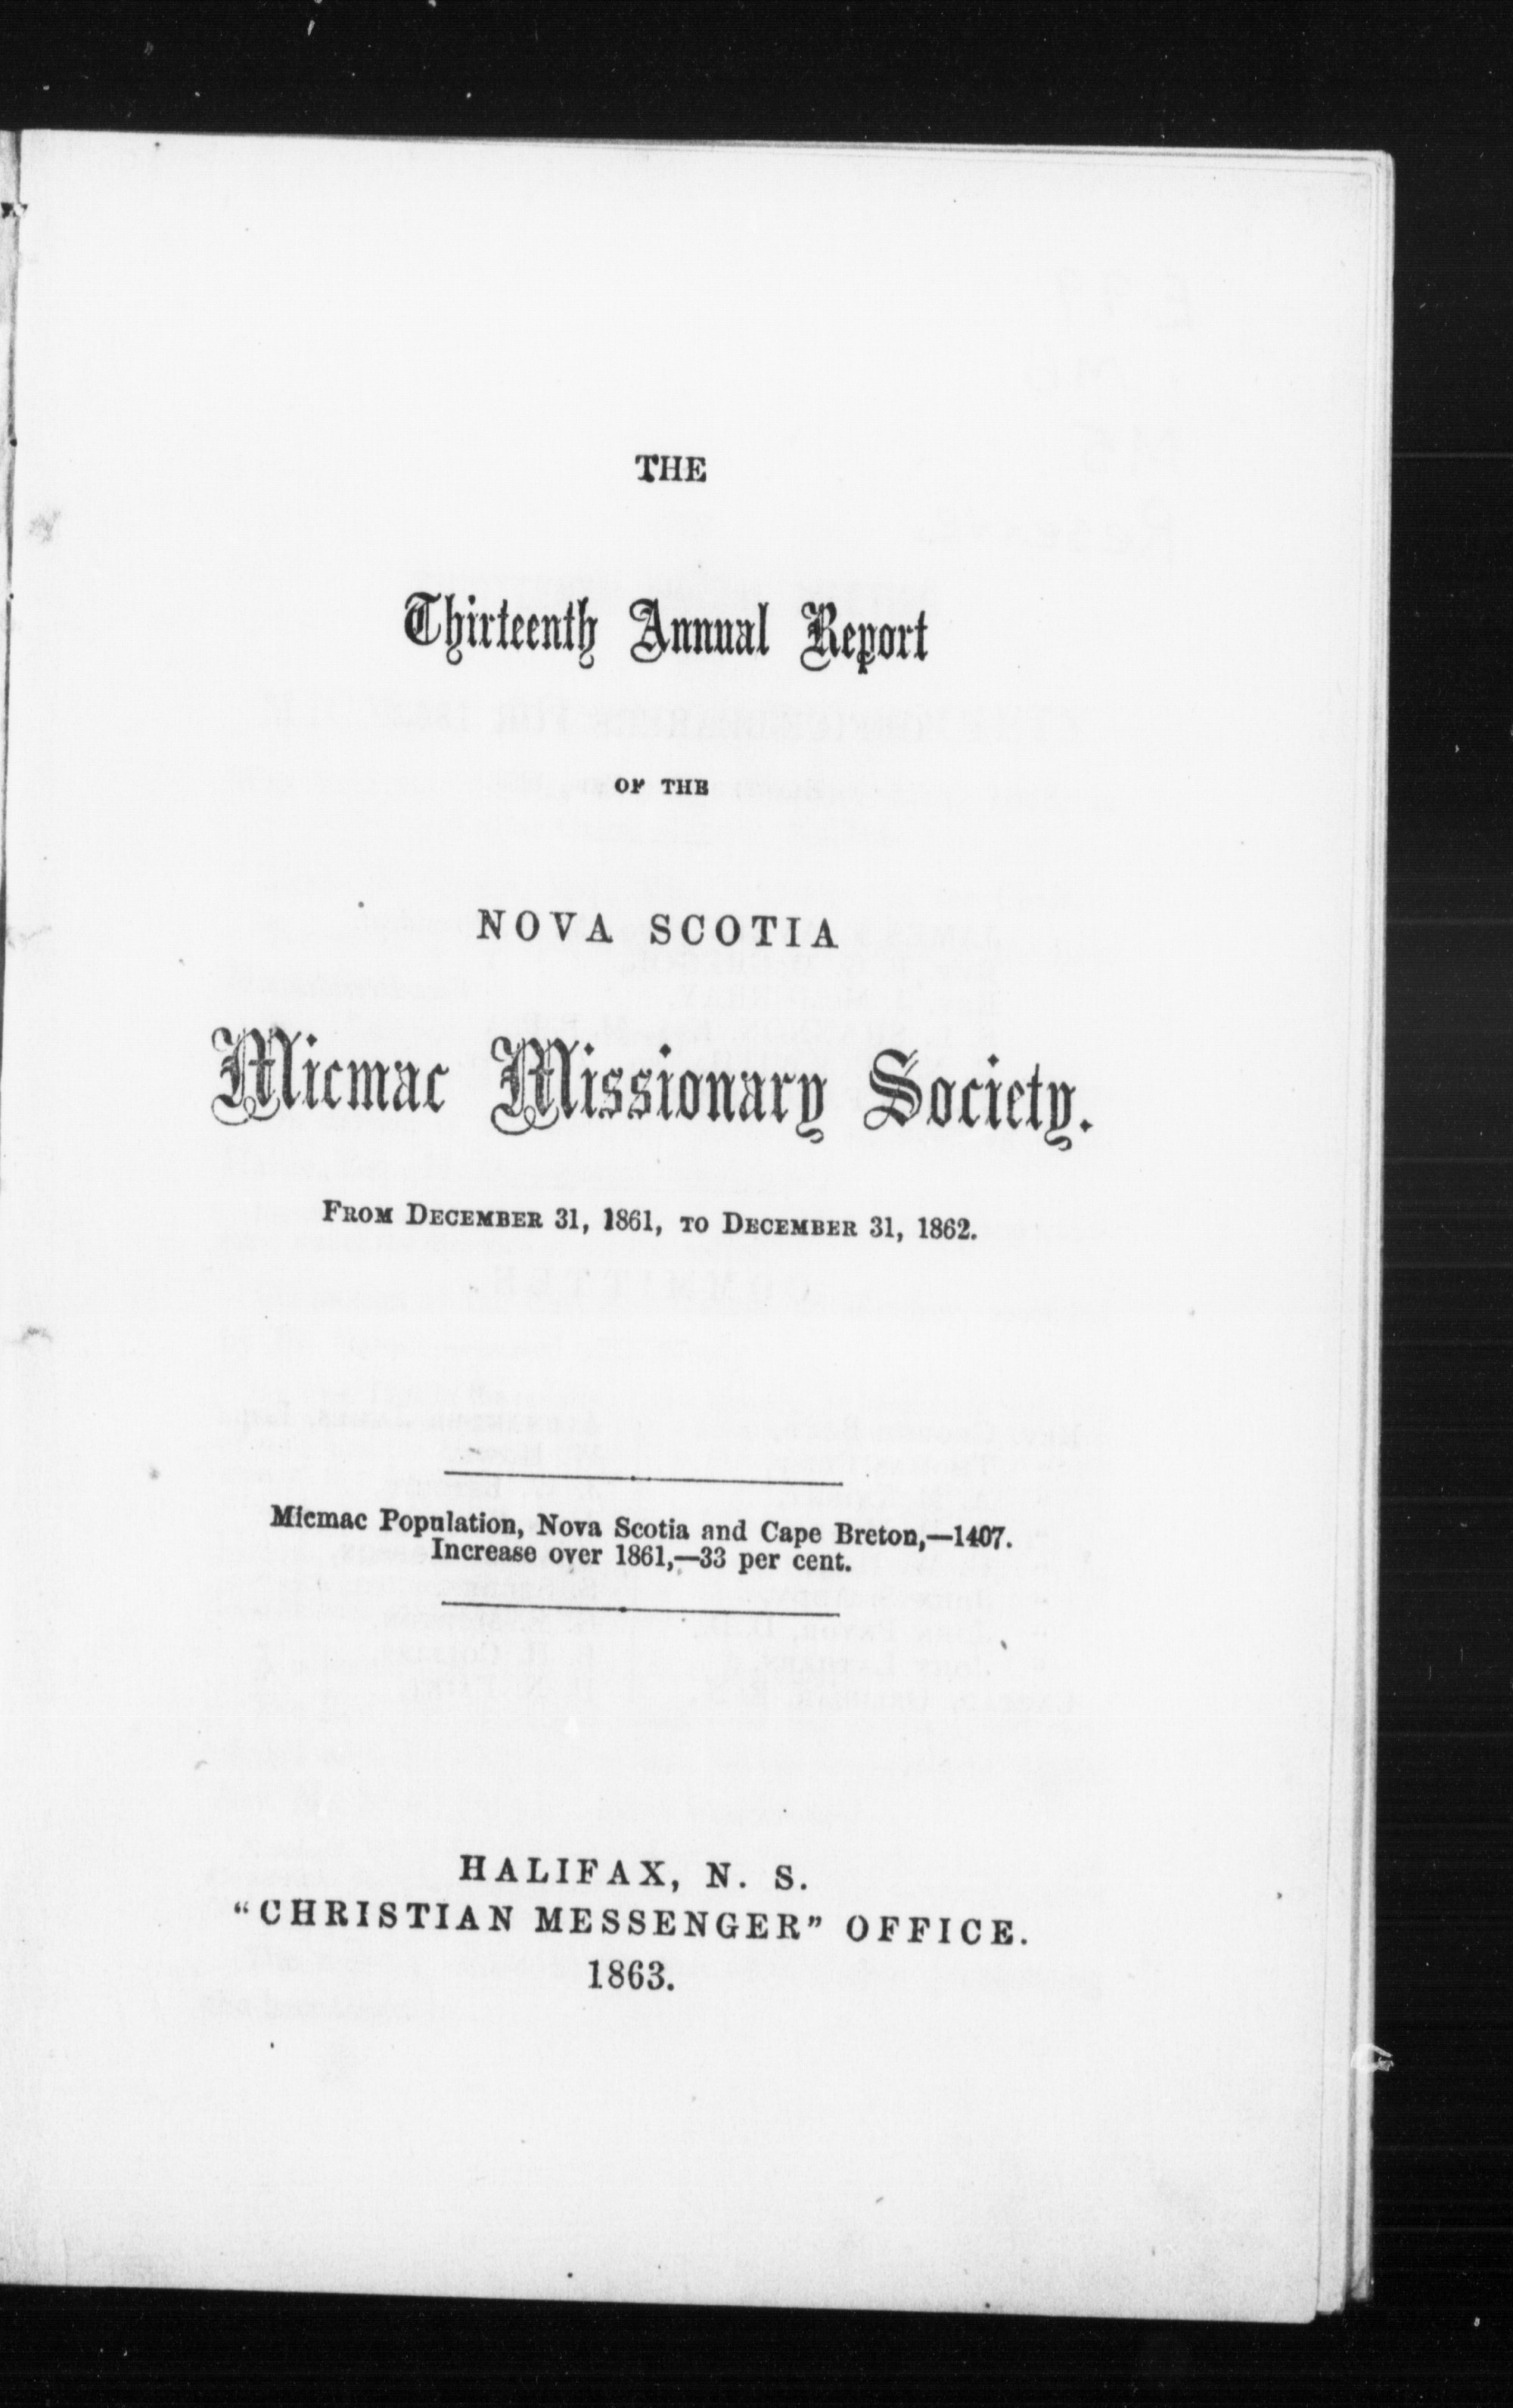 THE
Thirteenth Annual Report
OF THE
NOVA SCOTIA
Micmac Missionary Society.
FROM DECEMBER 31, 1861, TO DECEMBER 31, 1862.
Micmac Population, Nova Scotia and Cape Breton,—1407.
Increase over 1861,—33 per cent.
HALIFAX, N. S.
"CHRISTIAN MESSENGER" OFFICE.
1863.